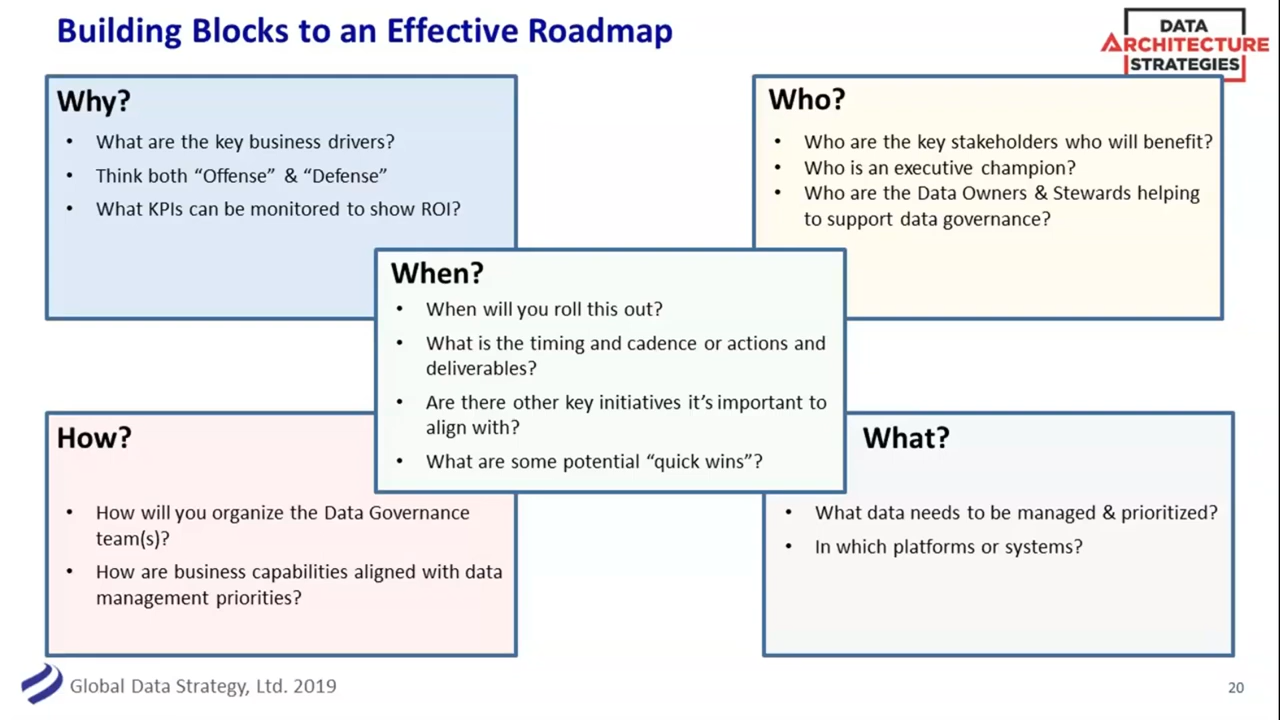 Building Blocks to an Effective Roadmap
DATA
ARCHITECTURE
STRATEGIES
Why?
• What are the key business drivers?
• Think both “Offense” & “Defense”
• What KPIs can be monitored to show ROI?
Who?
• Who are the key stakeholders who will benefit?
• Who is an executive champion?
• Who are the Data Owners & Stewards helping
to support data governance?
When?
• When will you roll this out?
• What is the timing and cadence or actions and
deliverables?
• Are there other key initiatives it’s important to
align with?
• What are some potential “quick wins”?
How?
• How will you organize the Data Governance
team(s)?
• How are business capabilities aligned with data
management priorities?
What?
• What data needs to be managed & prioritized?
• In which platforms or systems?
Global Data Strategy, Ltd. 2019
20